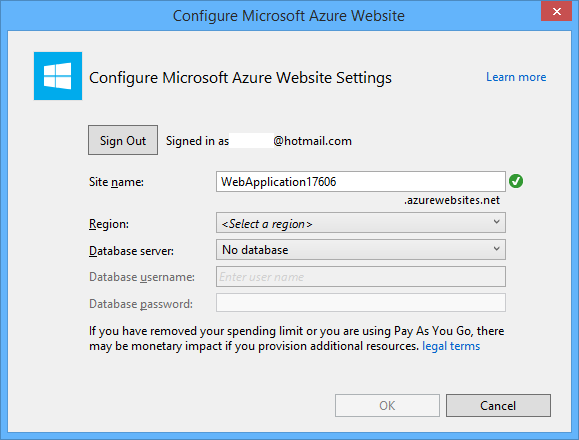 Configure Microsoft Azure Website
Configure Microsoft Azure Website Settings
Learn more
Sign Out
Signed in as @hotmail.com
Site name:
WebApplication17606
.azurewebsites.net
Region:
<Select a region>
Database server:
No database
Database username:
Enter user name
Database password:
If you have removed your spending limit or you are using Pay As You Go, there
may be monetary impact if you provision additional resources. legal terms
OK
Cancel